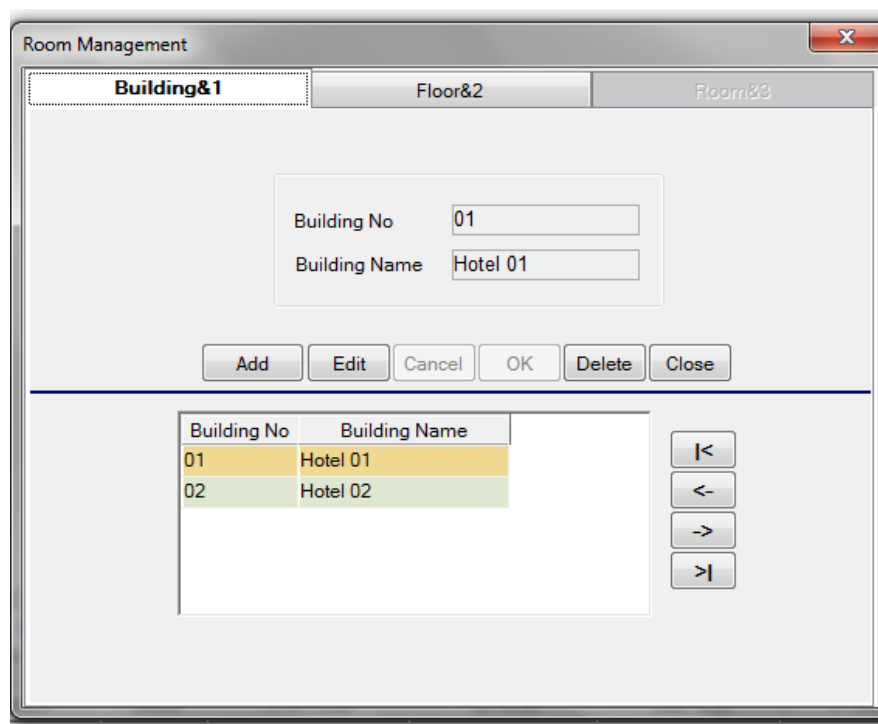 Room Management
x
Building&1 Floor&2 Room&3
Building No 01
Building Name Hotel 01
Add Edit Cancel OK Delete Close
Building No Building Name
01 Hotel 01
02 Hotel 02
|<
<-
->
>|